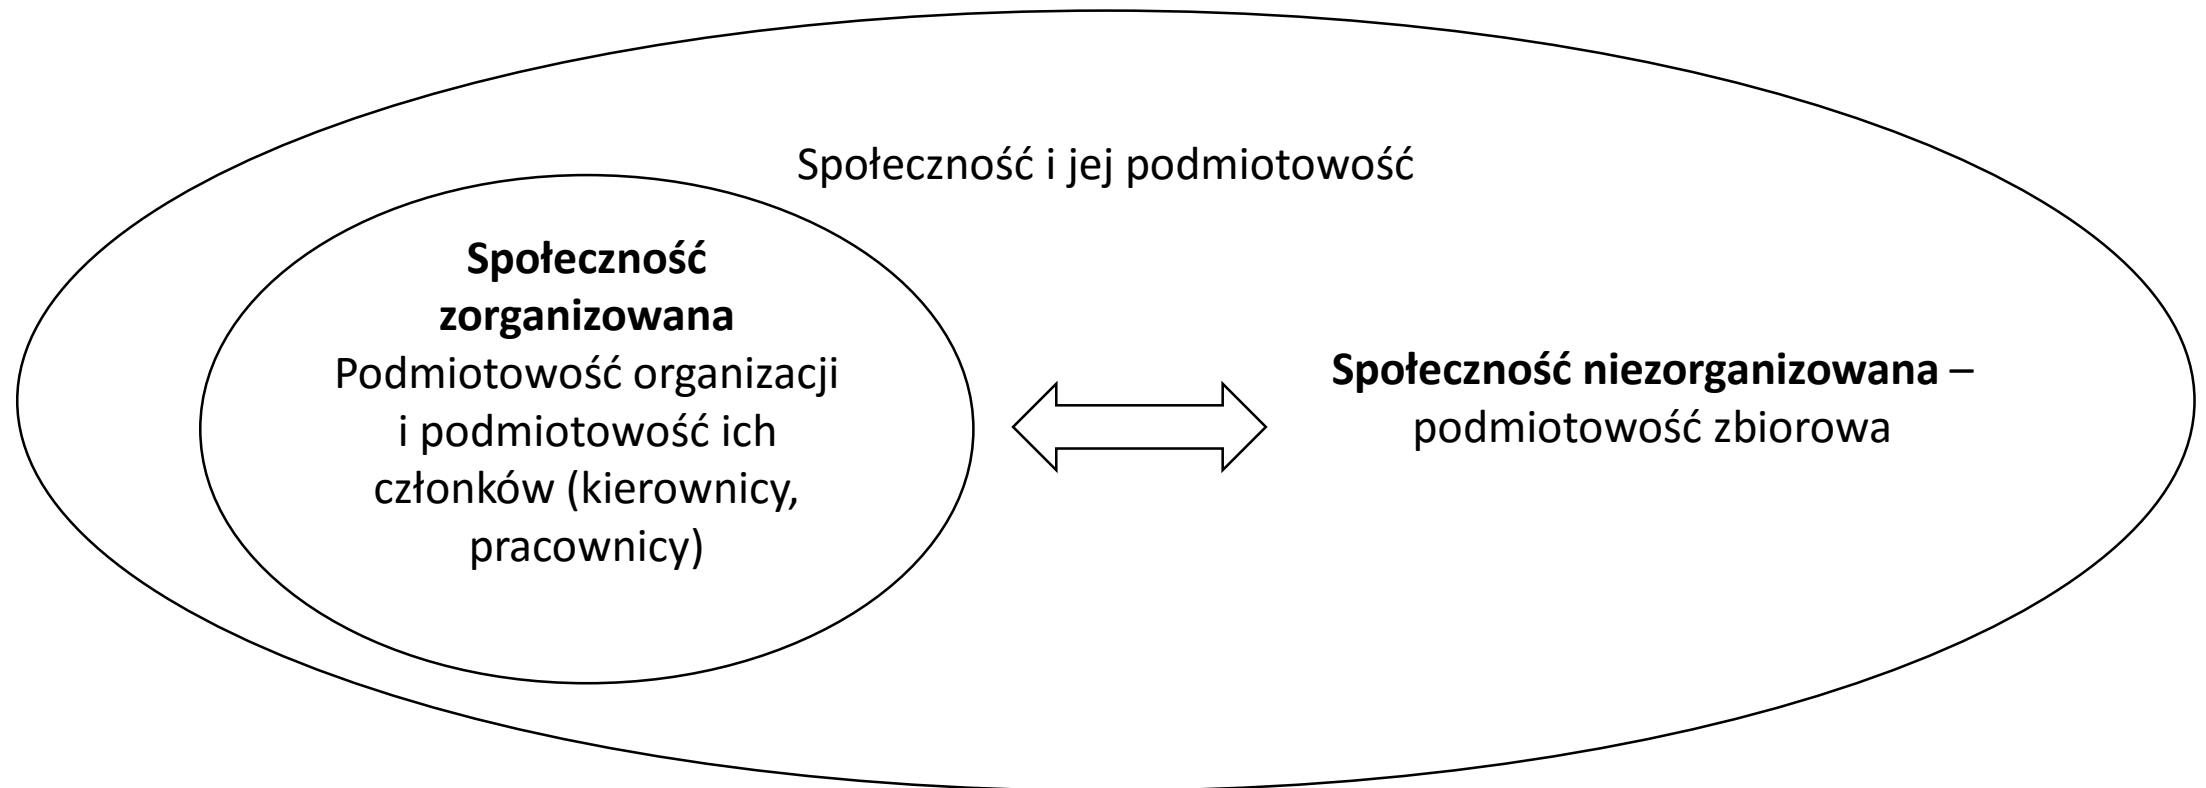 Społeczność i jej podmiotowość
Społeczność
zorganizowana
Podmiotowość organizacji
i podmiotowość ich
członków (kierownicy,
pracownicy)
Społeczność niezorganizowana –
podmiotowość zbiorowa